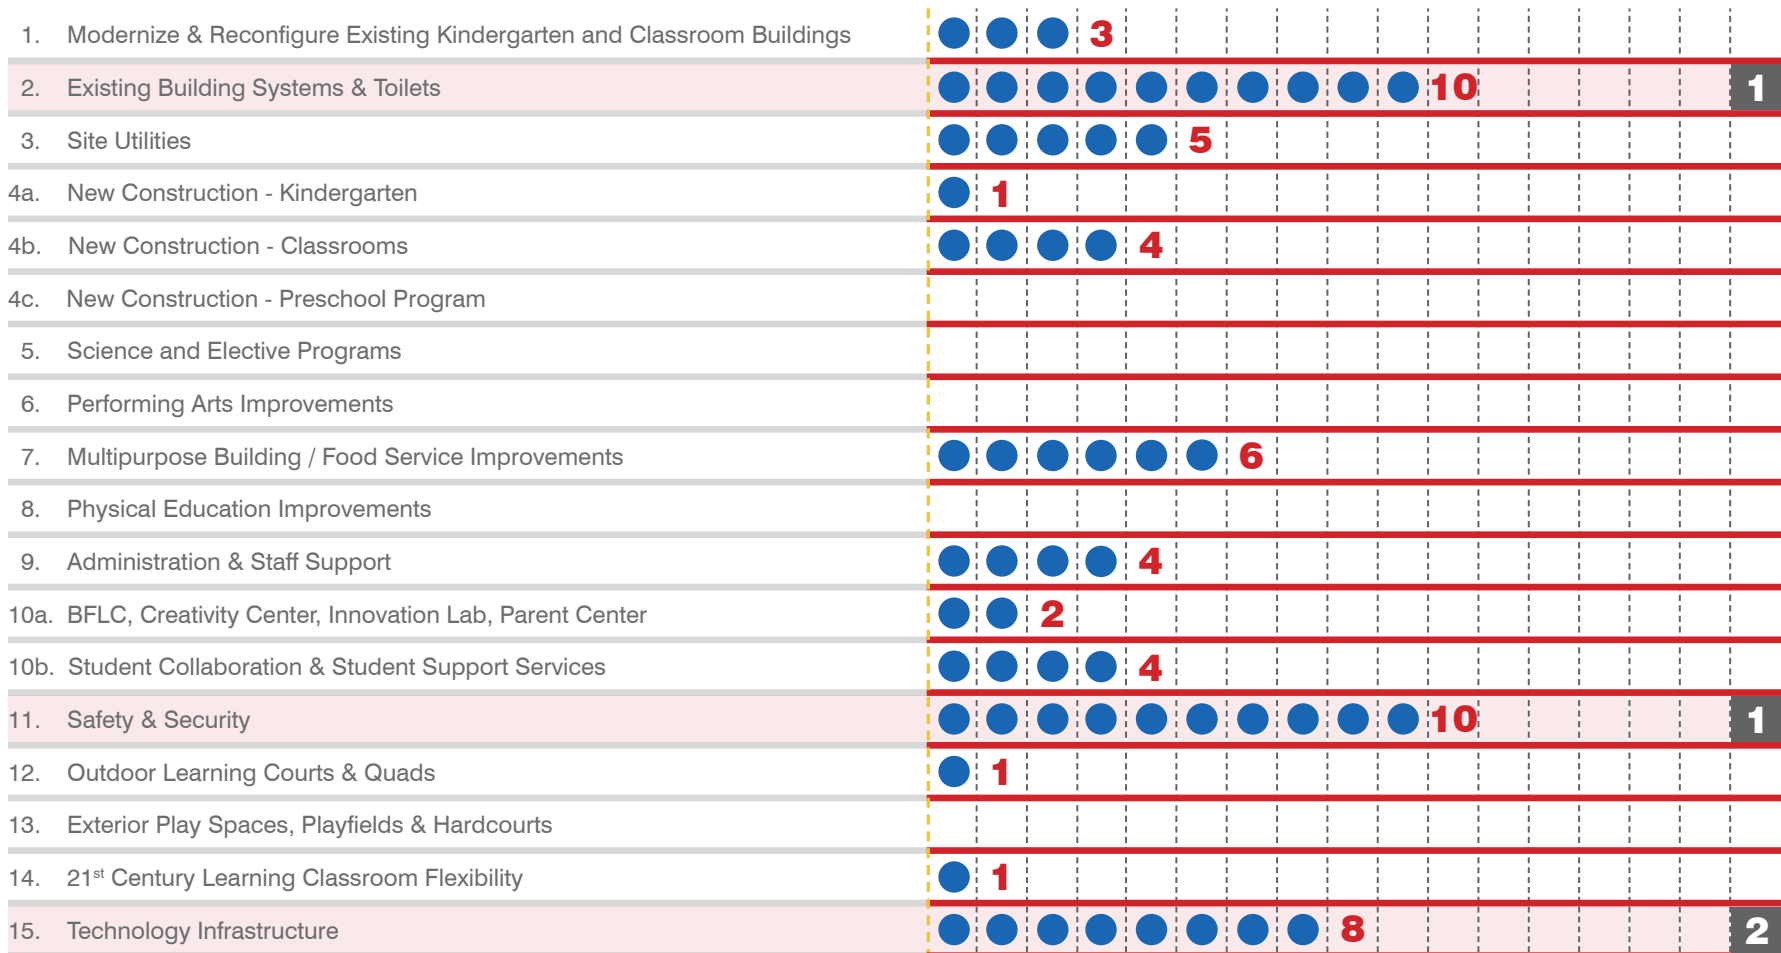 1. Modernize & Reconfigure Existing Kindergarten and Classroom Buildings 3
2. Existing Building Systems & Toilets 10 1
3. Site Utilities 5
4a. New Construction - Kindergarten 1
4b. New Construction - Classrooms 4
4c. New Construction - Preschool Program
5. Science and Elective Programs
6. Performing Arts Improvements
7. Multipurpose Building / Food Service Improvements 6
8. Physical Education Improvements
9. Administration & Staff Support 4
10a. BFLC, Creativity Center, Innovation Lab, Parent Center 2
10b. Student Collaboration & Student Support Services 4
11. Safety & Security 10 1
12. Outdoor Learning Courts & Quads 1
13. Exterior Play Spaces, Playfields & Hardcourts
14. 21st Century Learning Classroom Flexibility 1
15. Technology Infrastructure 8 2